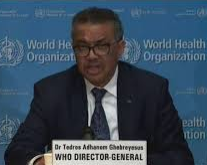 World Health
Organization
World Health
Organization
Dr Tedros Adhanom Ghebreyesus
WHO DIRECTOR-GENERAL